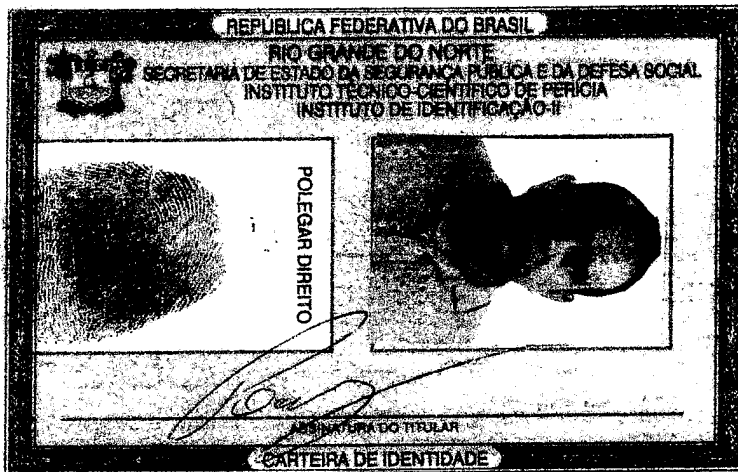 REPÚBLICA FEDERATIVA DO BRASIL
RIO GRANDE DO NORTE
SECRETARIA DE ESTADO DA SEGURANÇA PÚBLICA E DA DEFESA SOCIAL
INSTITUTO TÉCNICO-CIENTÍFICO DE PERÍCIA
INSTITUTO DE IDENTIFICAÇÃO-II
POLEGAR DIREITO
ASSINATURA DO TITULAR
CARTEIRA DE IDENTIDADE